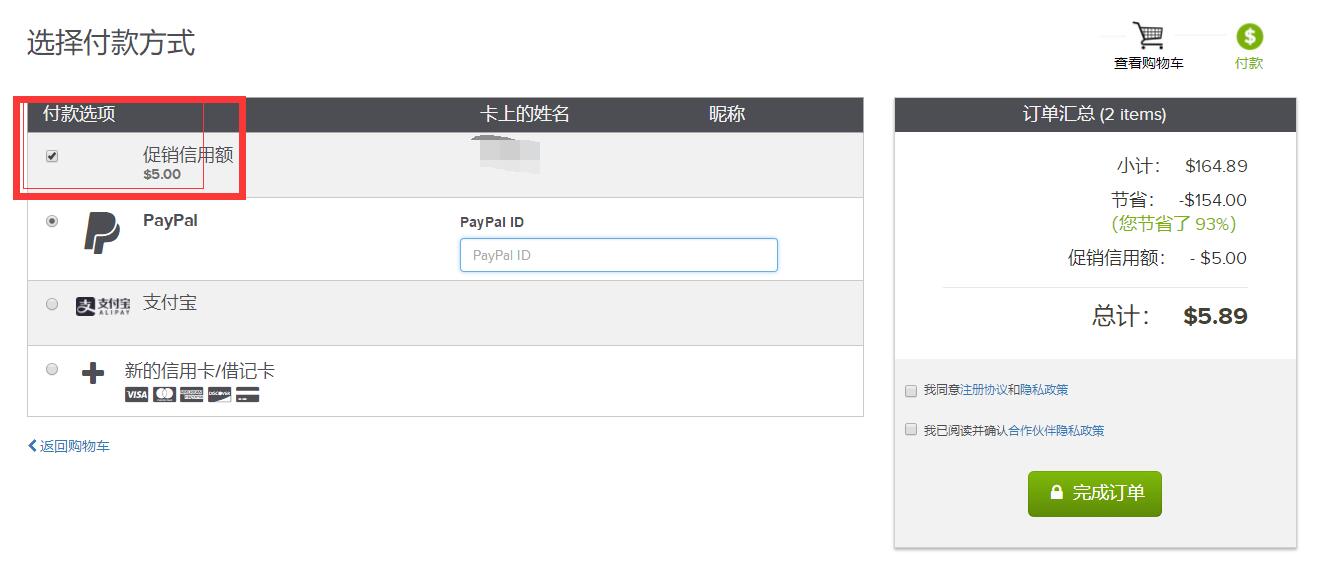 选择付款方式
查看购物车
付款
付款选项 卡上的姓名 昵称
促销信用额
$5.00
PayPal
PayPal ID
PayPal ID
支付宝 ALIPAY
支付宝
新的信用卡/借记卡
VISA
DISCOVER
返回购物车
订单汇总 (2 items)
小计： $164.89
节省： -$154.00
(您节省了 93%)
促销信用额： - $5.00
总计： $5.89
我同意注册协议和隐私政策
我已阅读并确认合作伙伴隐私政策
完成订单